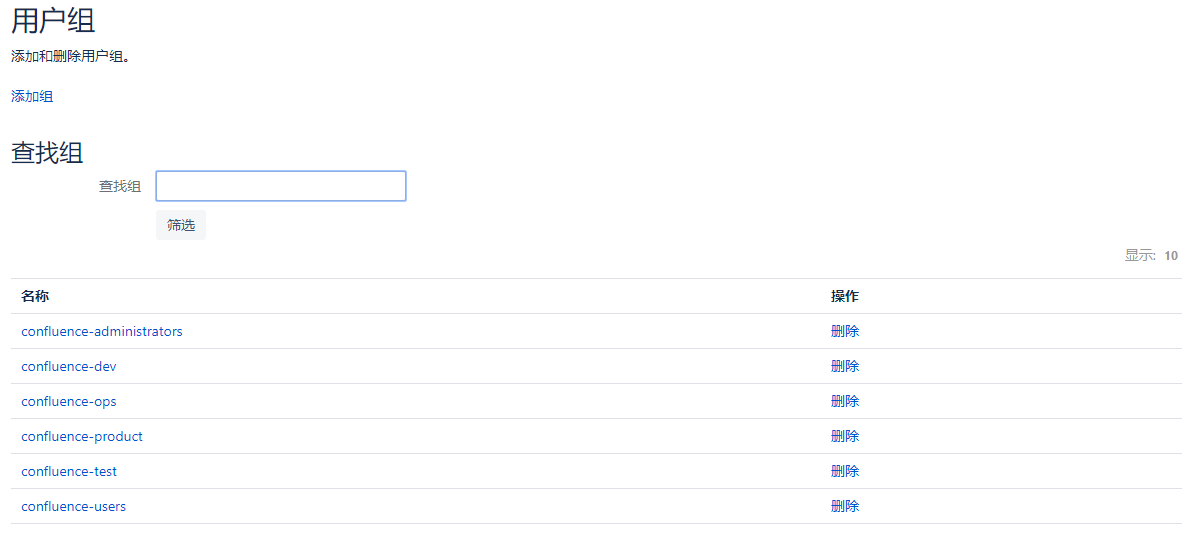 用户组
添加和删除用户组。
添加组
查找组
查找组
筛选
显示: 10
名称 操作
confluence-administrators 删除
confluence-dev 删除
confluence-ops 删除
confluence-product 删除
confluence-test 删除
confluence-users 删除